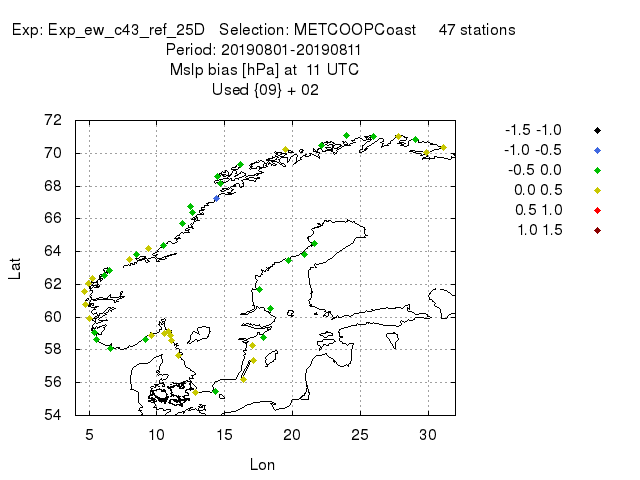 Exp: Exp_ew_c43_ref_25D Selection: METCOOPCoast 47 stations
Period: 20190801-20190811
Mslp bias [hPa] at 11 UTC
Used {09} + 02
72
70
68
66
64
62
60
58
56
54
Lat
5 10 15 20 25 30
Lon
-1.5 -1.0
-1.0 -0.5
-0.5 0.0
0.0 0.5
0.5 1.0
1.0 1.5